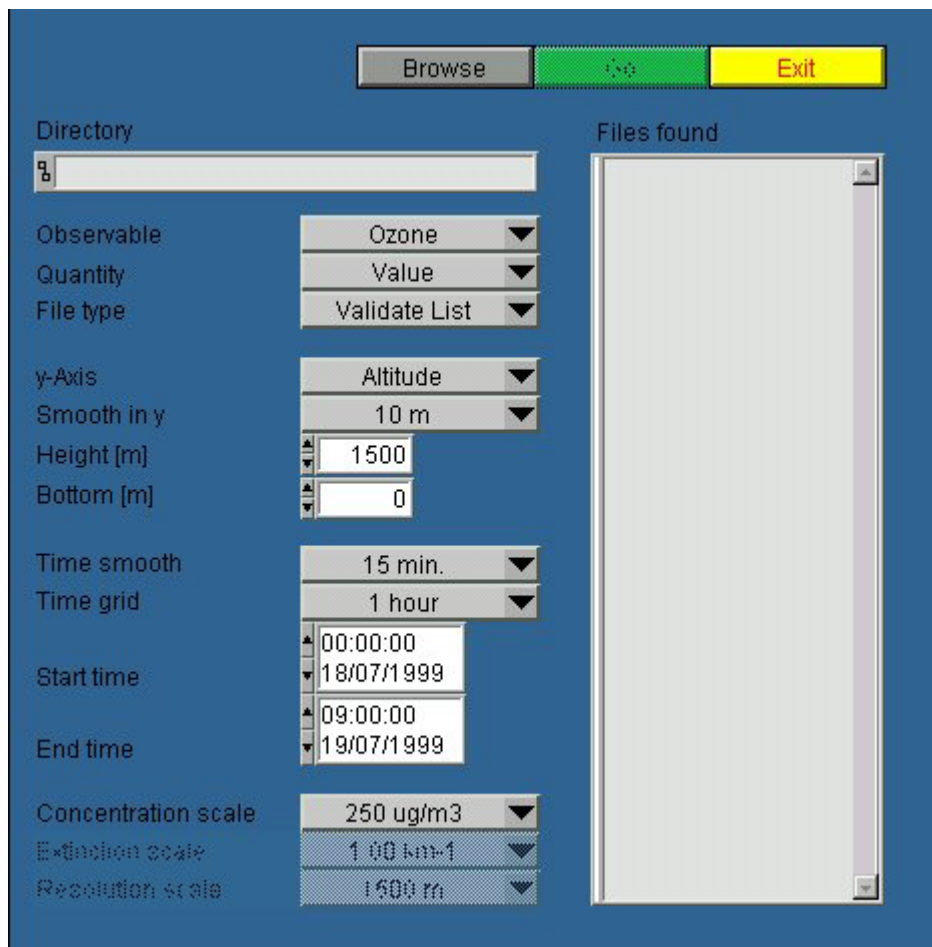 Browse
Go
Exit
Directory
Files found
Observable
Ozone
Quantity
Value
File type
Validate List
y-Axis
Altitude
Smooth in y
10 m
Height [m]
1500
Bottom [m]
0
Time smooth
15 min.
Time grid
1 hour
Start time
00:00:00
18/07/1999
End time
09:00:00
19/07/1999
Concentration scale
250 ug/m3
Extinction scale
1.00 km-1
Resolution scale
1500 m